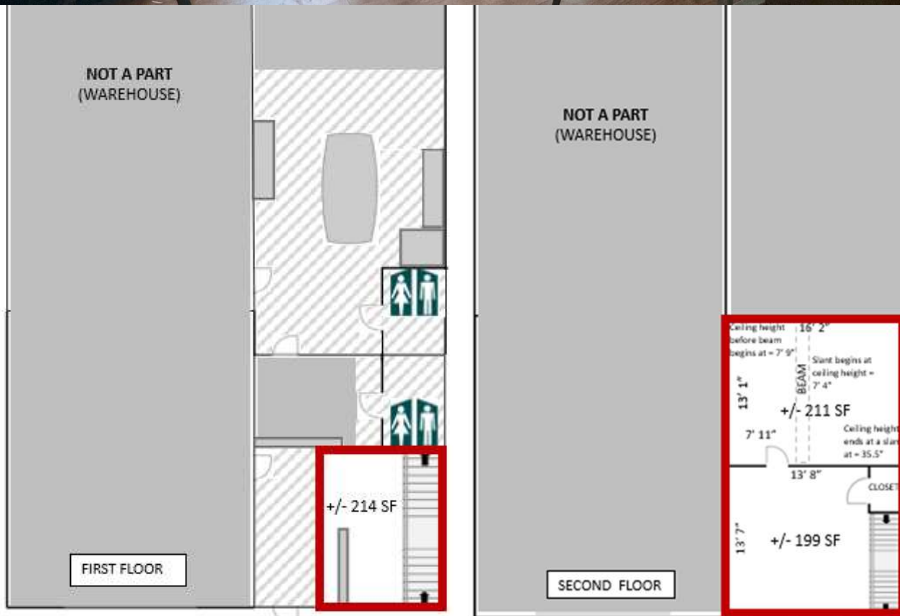 NOT A PART
(WAREHOUSE)
+/- 214 SF
FIRST FLOOR
NOT A PART
(WAREHOUSE)
Ceiling height
before beam
begins at = 7' 9"
16' 2"
BEAM
Slant begins at
ceiling height =
7' 4"
13' 1"
+/- 211 SF
7' 11"
Ceiling height
ends at a slan
at = 35.5"
13' 8"
CLOSET
13' 7"
+/- 199 SF
SECOND FLOOR